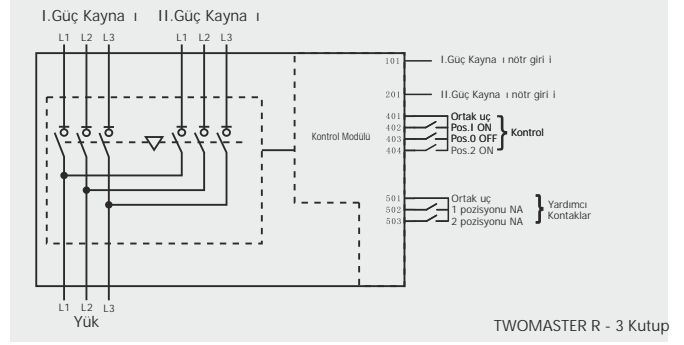 I.Güç Kayna ı II.Güç Kayna ı
L1 L2 L3 L1 L2 L3
101 I.Güç Kayna ı nötr giri i
201 II.Güç Kayna ı nötr giri i
401 Ortak uç
402 Pos.I ON
403 Pos.0 OFF
404 Pos.2 ON
Kontrol
Kontrol Modülü
501 Ortak uç
502 1 pozisyonu NA
503 2 pozisyonu NA
Yardımcı
Kontaklar
L1 L2 L3
Yük
TWOMASTER R - 3 Kutup